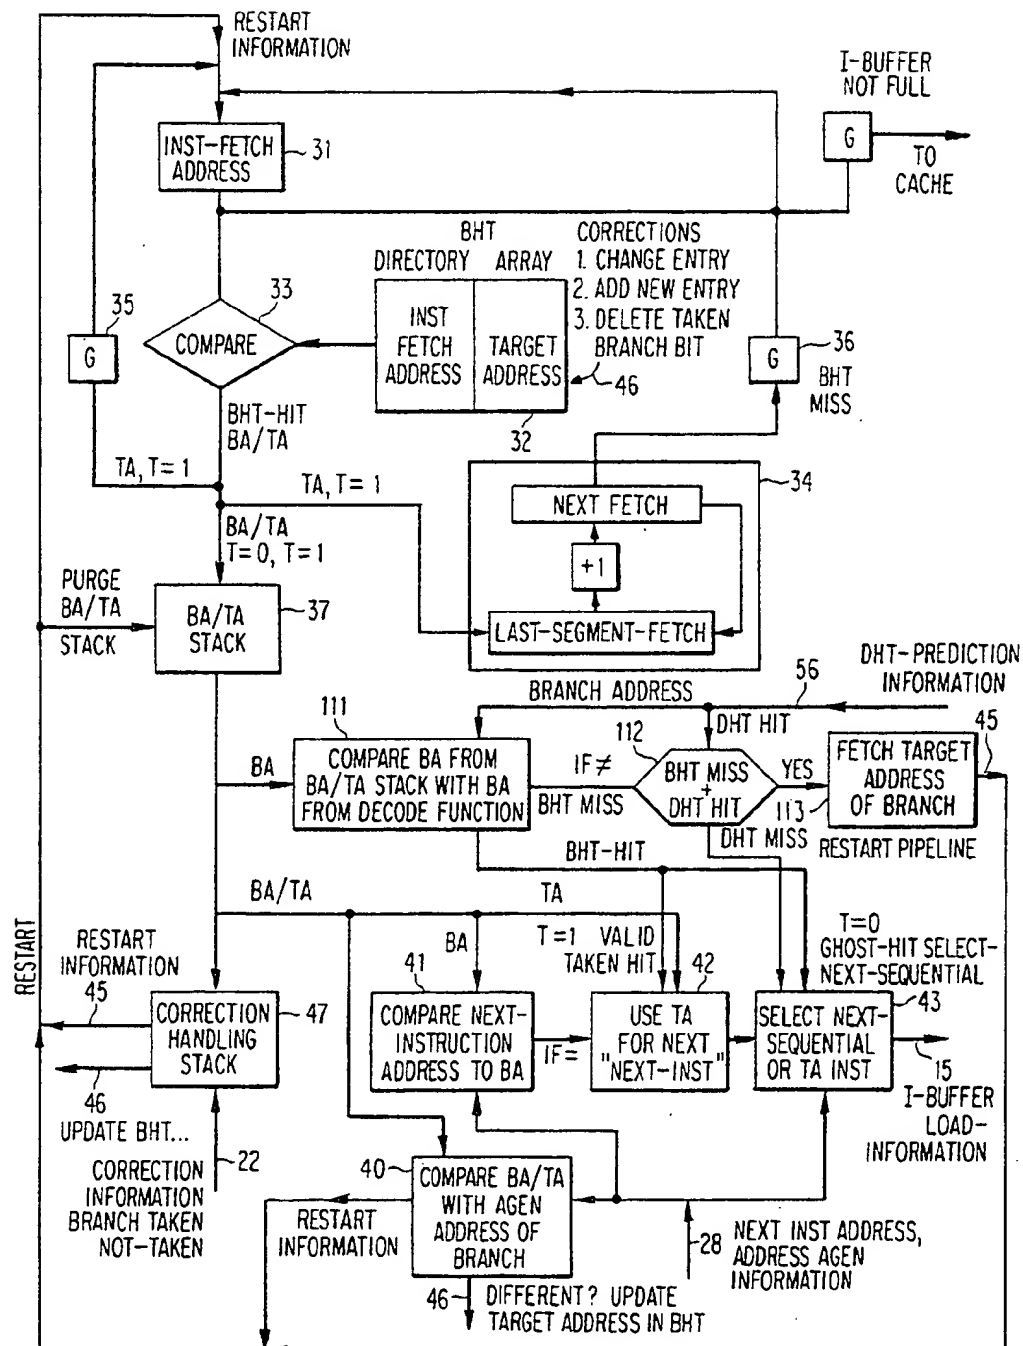 RESTART
INFORMATION
I-BUFFER
NOT FULL
G
TO
CACHE
INST-FETCH
ADDRESS
31
BHT
DIRECTORY
ARRAY
INST
FETCH
ADDRESS
TARGET
ADDRESS
32
CORRECTIONS
1. CHANGE ENTRY
2. ADD NEW ENTRY
3. DELETE TAKEN
BRANCH BIT
46
33
COMPARE
35
G
36
G
BHT
MISS
BHT-HIT
BA/TA
TA, T=1
TA, T=1
BA/TA
T=0, T=1
34
NEXT FETCH
+1
LAST-SEGMENT-FETCH
PURGE
BA/TA
STACK
BA/TA
STACK
37
DHT-PREDICTION
INFORMATION
56
BRANCH ADDRESS
DHT HIT
111
COMPARE BA FROM
BA/TA STACK WITH BA
FROM DECODE FUNCTION
BA
IF ≠
BHT MISS
112
BHT MISS
+
DHT HIT
YES
113
FETCH TARGET
ADDRESS
OF BRANCH
45
RESTART PIPELINE
DHT MISS
BHT-HIT
BA/TA
TA
BA
T=1 VALID
TAKEN HIT
T=0
GHOST-HIT SELECT-
NEXT-SEQUENTIAL
RESTART
RESTART
INFORMATION
45
CORRECTION
HANDLING
STACK
47
46
UPDATE BHT...
22
CORRECTION
INFORMATION
BRANCH TAKEN
NOT-TAKEN
41
COMPARE NEXT-
INSTRUCTION
ADDRESS TO BA
IF=
42
USE TA
FOR NEXT
"NEXT-INST"
43
SELECT NEXT-
SEQUENTIAL
OR TA INST
15
I-BUFFER
LOAD-
INFORMATION
40
COMPARE BA/TA
WITH AGEN
ADDRESS OF
BRANCH
RESTART
INFORMATION
28
NEXT INST ADDRESS,
ADDRESS AGEN
INFORMATION
46
DIFFERENT? UPDATE
TARGET ADDRESS IN BHT